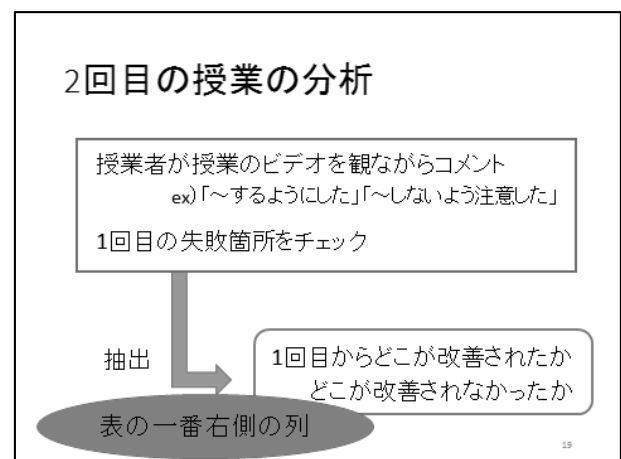 2回目の授業の分析
授業者が授業のビデオを観ながらコメント
ex)「～するようにした」「～しないよう注意した」
1回目の失敗箇所をチェック
抽出
1回目からどこが改善されたか
どこが改善されなかったか
表の一番右側の列
19